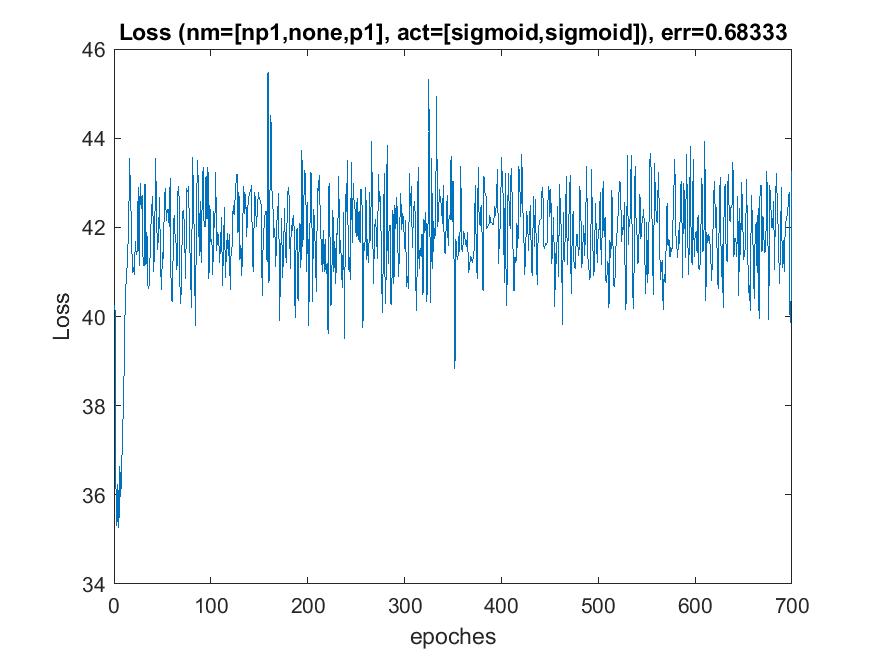 Loss (nm=[np1,none,p1], act=[sigmoid,sigmoid]), err=0.68333
46
44
42
40
38
36
34
Loss
0 100 200 300 400 500 600 700
epoches